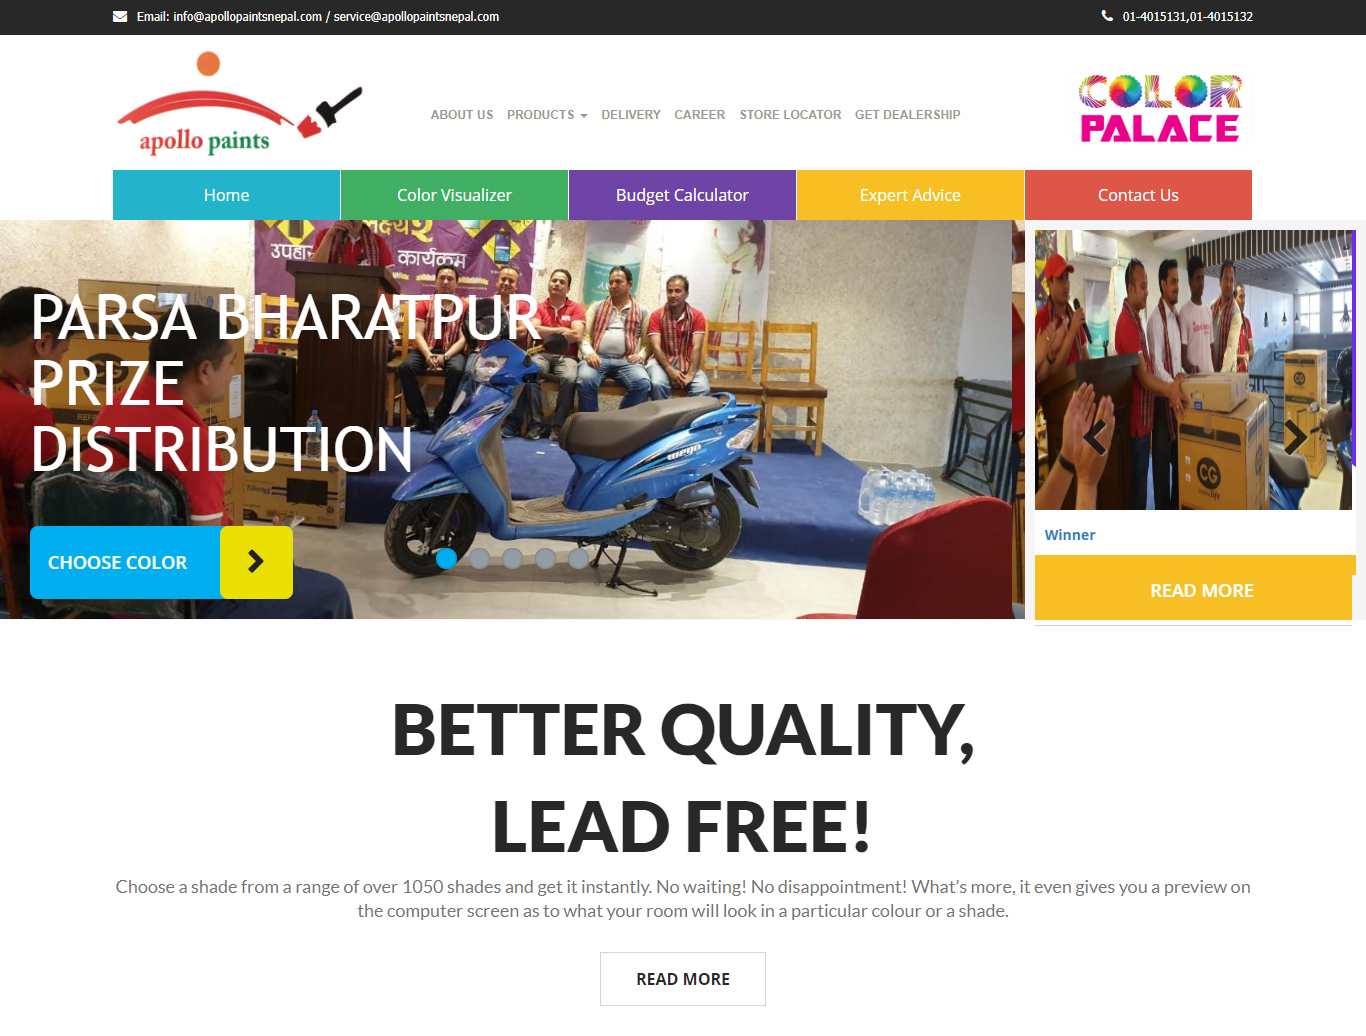 Email: info@apollopaintsnepal.com / service@apollopaintsnepal.com
01-4015131,01-4015132
apollo paints
ABOUT US
PRODUCTS
DELIVERY
CAREER
STORE LOCATOR
GET DEALERSHIP
COLOR
PALACE
Home
Color Visualizer
Budget Calculator
Expert Advice
Contact Us
उपहार
कार्यक्रम
PARSA BHARATPUR
PRIZE
DISTRIBUTION
wego
CHOOSE COLOR
CG
CG
Winner
READ MORE
BETTER QUALITY,
LEAD FREE!
Choose a shade from a range of over 1050 shades and get it instantly. No waiting! No disappointment! What’s more, it even gives you a preview on
the computer screen as to what your room will look in a particular colour or a shade.
READ MORE